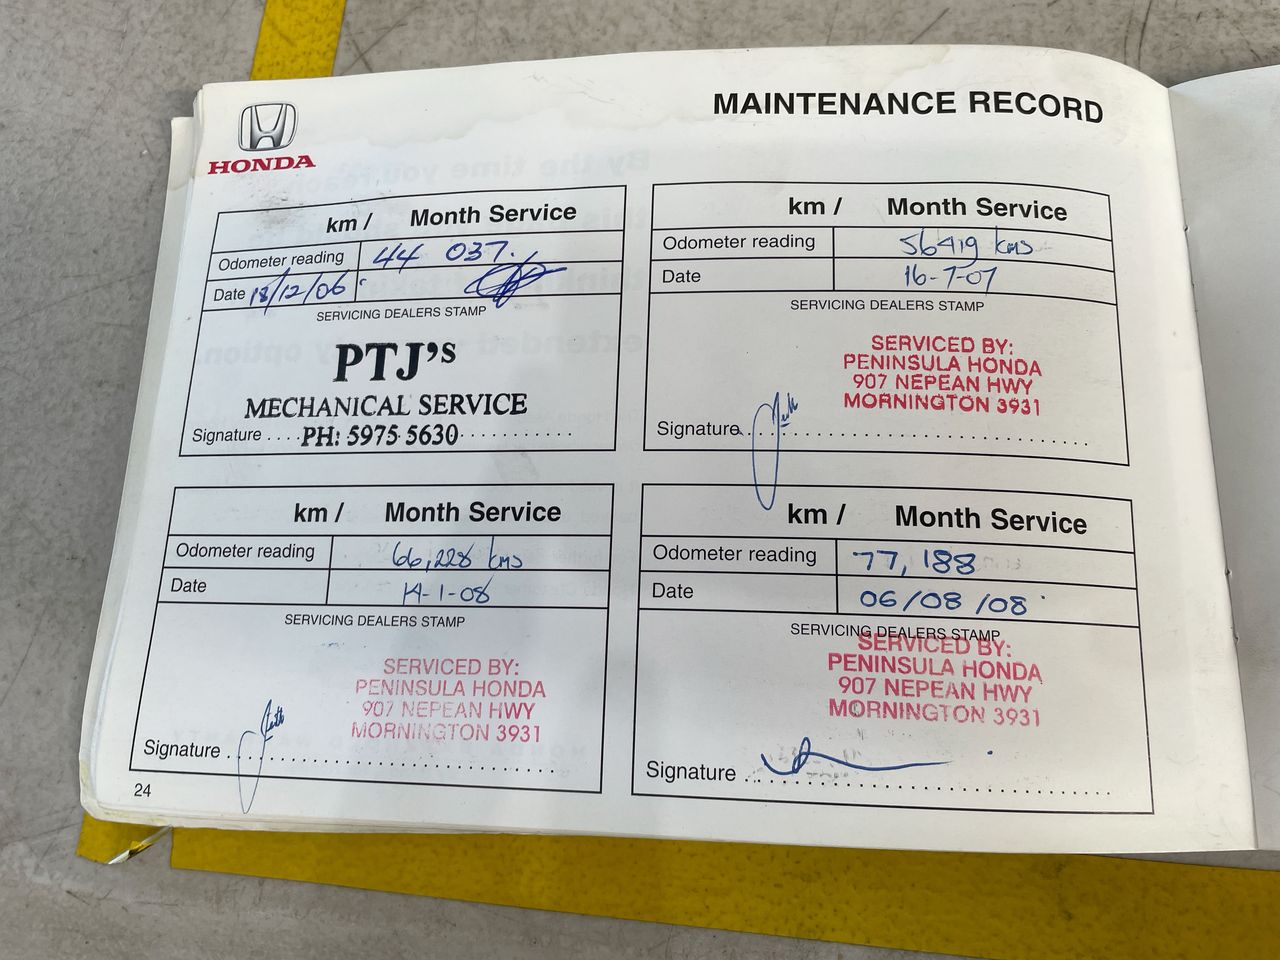 HONDA
MAINTENANCE RECORD
km / Month Service
Odometer reading 44 037.
Date 18/12/06
SERVICING DEALERS STAMP
PTJ's
MECHANICAL SERVICE
Signature .... PH: 5975 5630 ............
km / Month Service
Odometer reading 56419 kms
Date 16-7-07
SERVICING DEALERS STAMP
SERVICED BY:
PENINSULA HONDA
907 NEPEAN HWY
MORNINGTON 3931
Signature
km / Month Service
Odometer reading 66,228 kms
Date 14-1-08
SERVICING DEALERS STAMP
SERVICED BY:
PENINSULA HONDA
907 NEPEAN HWY
MORNINGTON 3931
Signature
km / Month Service
Odometer reading 77,188
Date 06/08/08
SERVICING DEALERS STAMP
SERVICED BY:
PENINSULA HONDA
907 NEPEAN HWY
MORNINGTON 3931
Signature
24